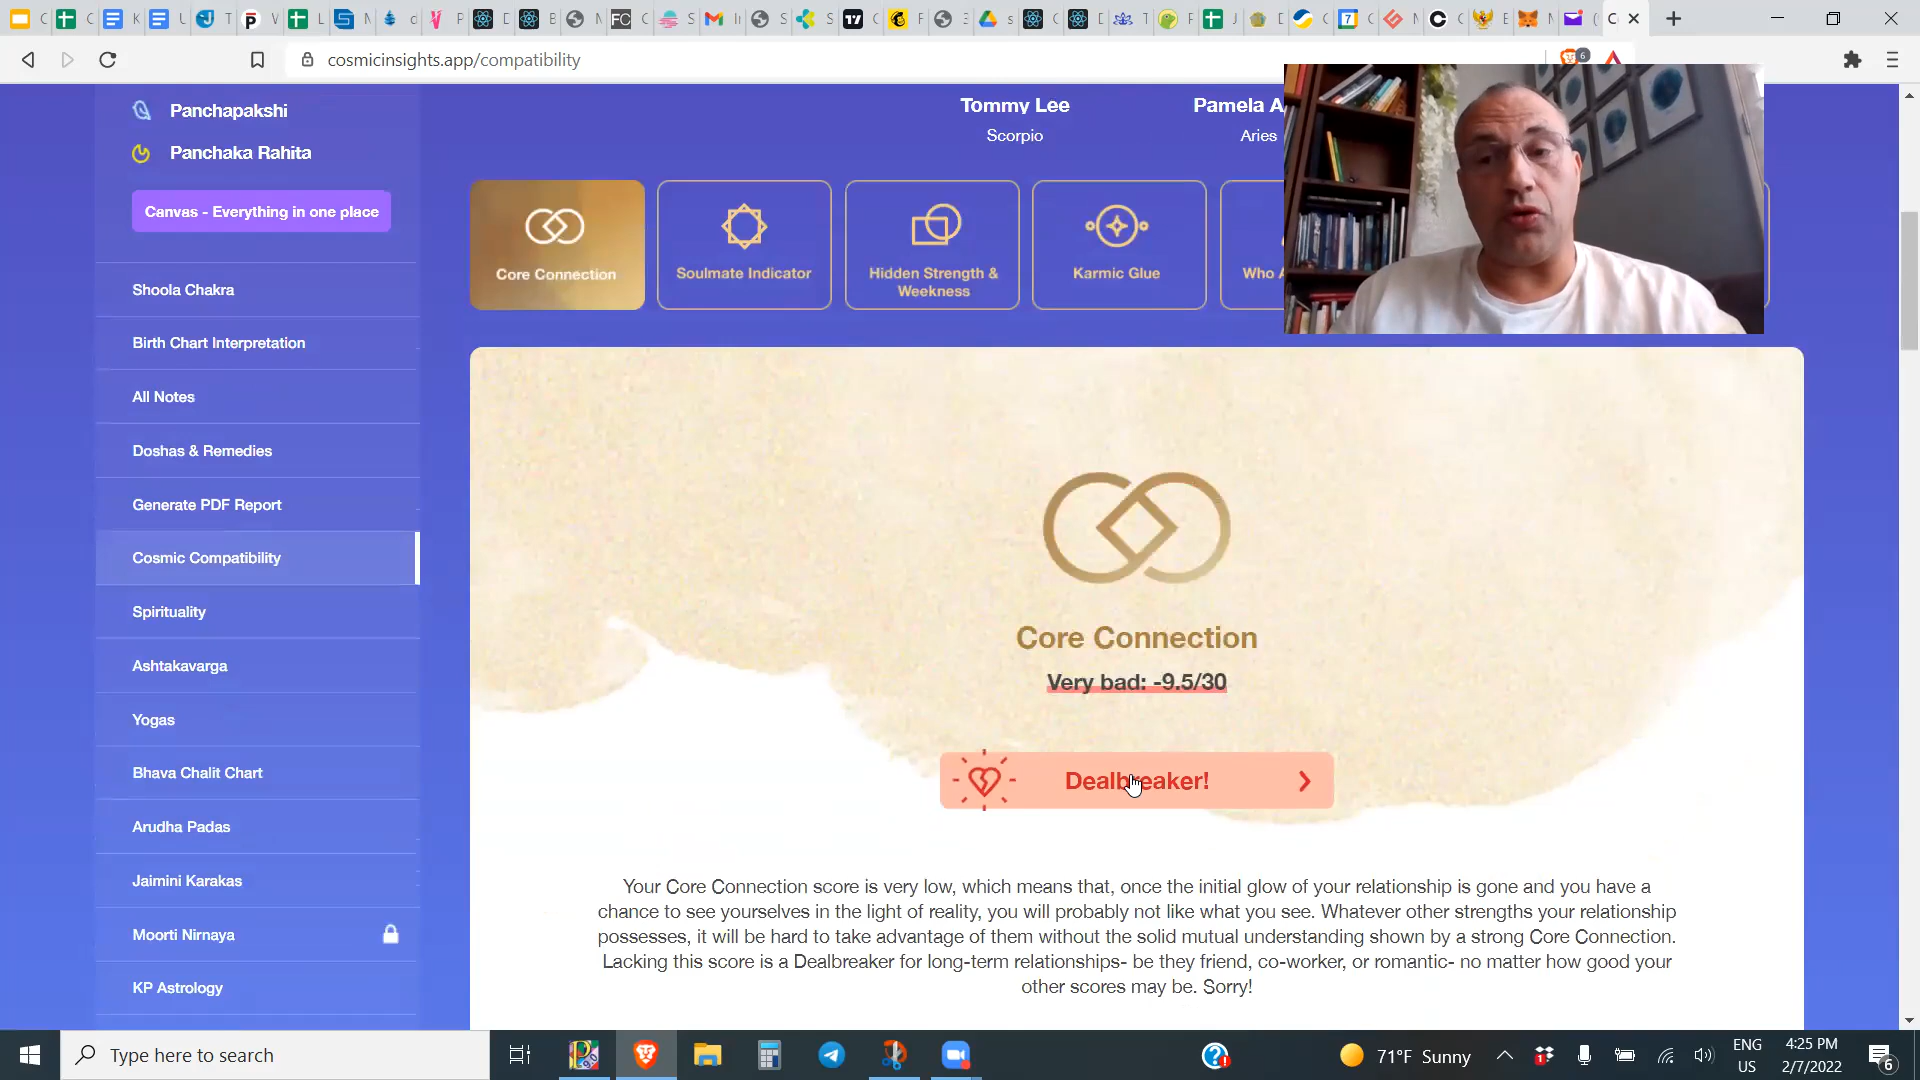 cosmicinsights.app/compatibility
6
Panchapakshi
Panchaka Rahita
Canvas - Everything in one place
Shoola Chakra
Birth Chart Interpretation
All Notes
Doshas & Remedies
Generate PDF Report
Cosmic Compatibility
Spirituality
Ashtakavarga
Yogas
Bhava Chalit Chart
Arudha Padas
Jaimini Karakas
Moorti Nirnaya
KP Astrology
Tommy Lee
Pamela A
Scorpio
Aries
Core Connection
Soulmate Indicator
Hidden Strength &
Weekness
Karmic Glue
Who A
Core Connection
Very bad: -9.5/30
Dealbreaker!
Your Core Connection score is very low, which means that, once the initial glow of your relationship is gone and you have a
chance to see yourselves in the light of reality, you will probably not like what you see. Whatever other strengths your relationship
possesses, it will be hard to take advantage of them without the solid mutual understanding shown by a strong Core Connection.
Lacking this score is a Dealbreaker for long-term relationships- be they friend, co-worker, or romantic- no matter how good your
other scores may be. Sorry!
Type here to search
71°F Sunny
ENG
US
4:25 PM
2/7/2022
6